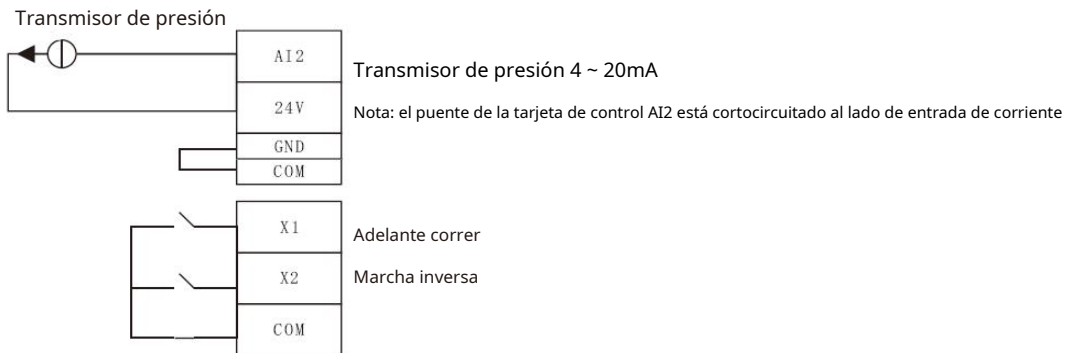 Transmisor de presión
AI2
Transmisor de presión 4 ~ 20mA
24V
Nota: el puente de la tarjeta de control AI2 está cortocircuitado al lado de entrada de corriente
GND
COM
X1
Adelante correr
X2
Marcha inversa
COM